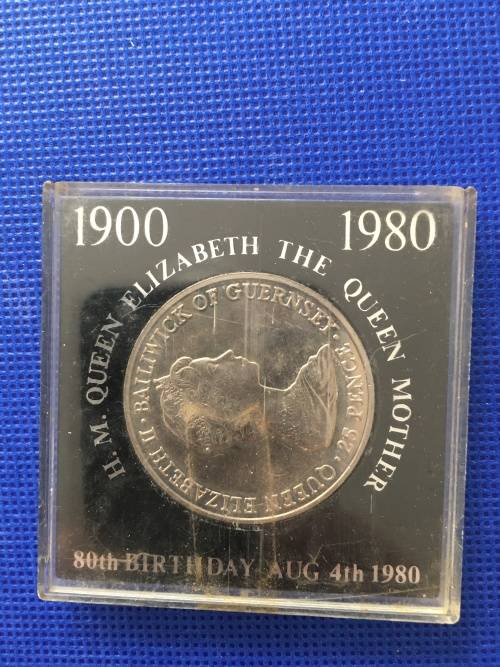 1900 1980
H. M. QUEEN ELIZABETH THE QUEEN MOTHER
QUEEN ELIZABETH II · BAILIWICK OF GUERNSEY · 25 PENCE ·
80th BIRTHDAY AUG 4th 1980